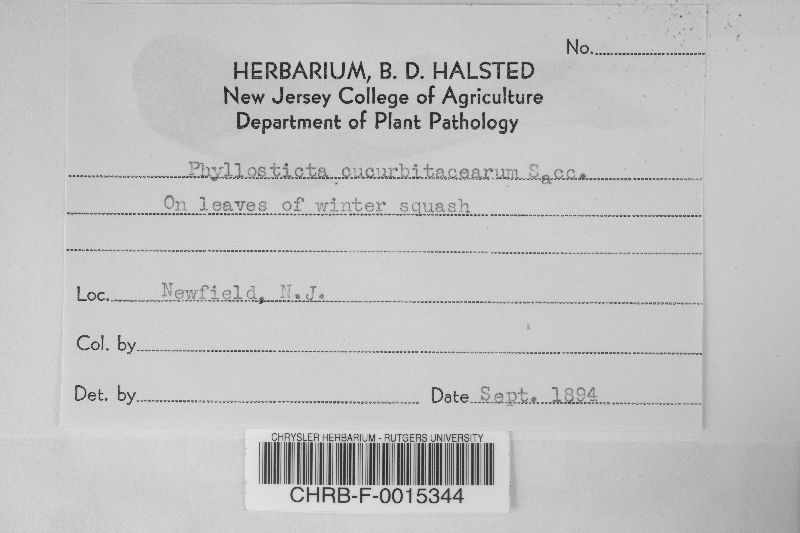 No.
HERBARIUM, B. D. HALSTED
New Jersey College of Agriculture
Department of Plant Pathology
Phyllosticta cucurbitacearum Sacc.
On leaves of winter squash
Loc. Newfield, N.J.
Col. by
Det. by Date Sept. 1894
CHRYSLER HERBARIUM - RUTGERS UNIVERSITY
CHRB-F-0015344